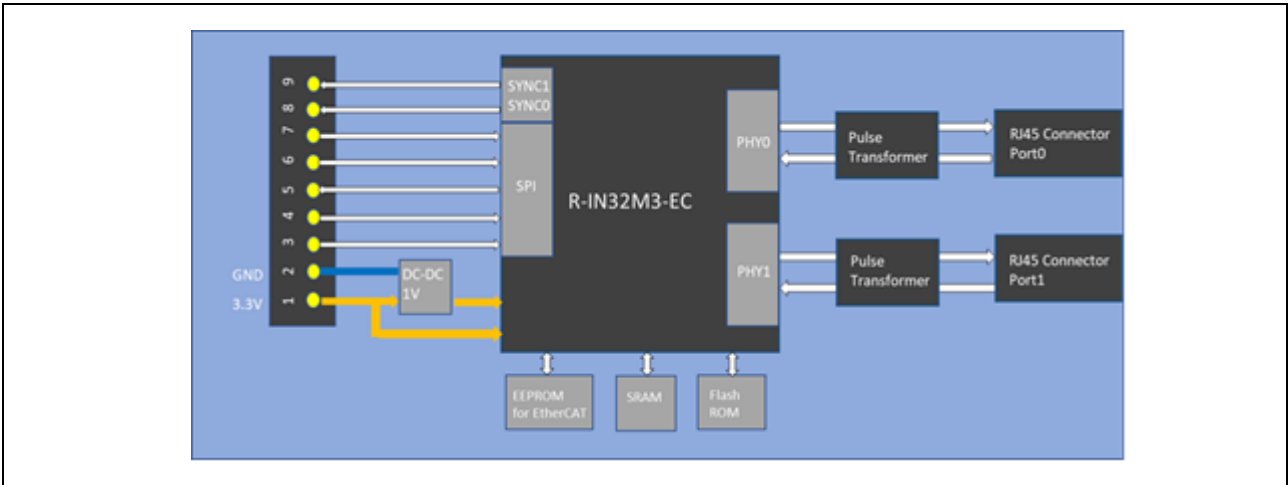 9
8
7
6
5
4
3
GND 2
3.3V 1
SYNC1
SYNC0
SPI
DC-DC
1V
R-IN32M3-EC
PHY0
PHY1
Pulse
Transformer
RJ45 Connector
Port0
Pulse
Transformer
RJ45 Connector
Port1
EEPROM
for EtherCAT
SRAM
Flash
ROM